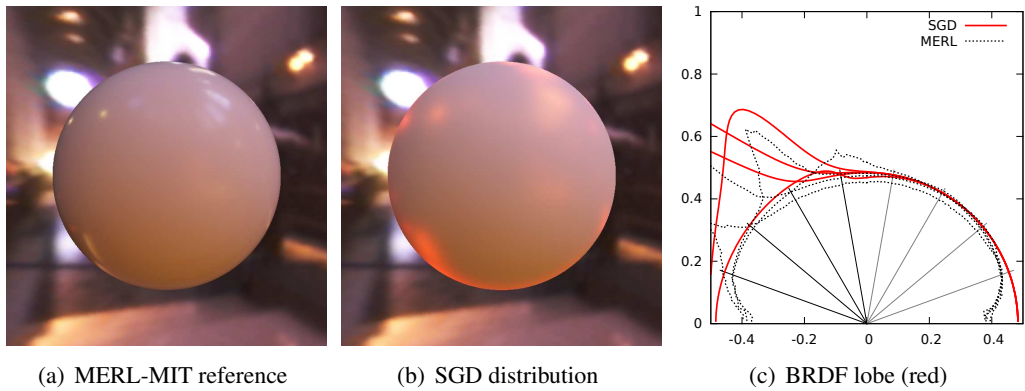 1
0.8
0.6
0.4
0.2
0
-0.4
-0.2
0
0.2
0.4
SGD
MERL
(a) MERL-MIT reference
(b) SGD distribution
(c) BRDF lobe (red)